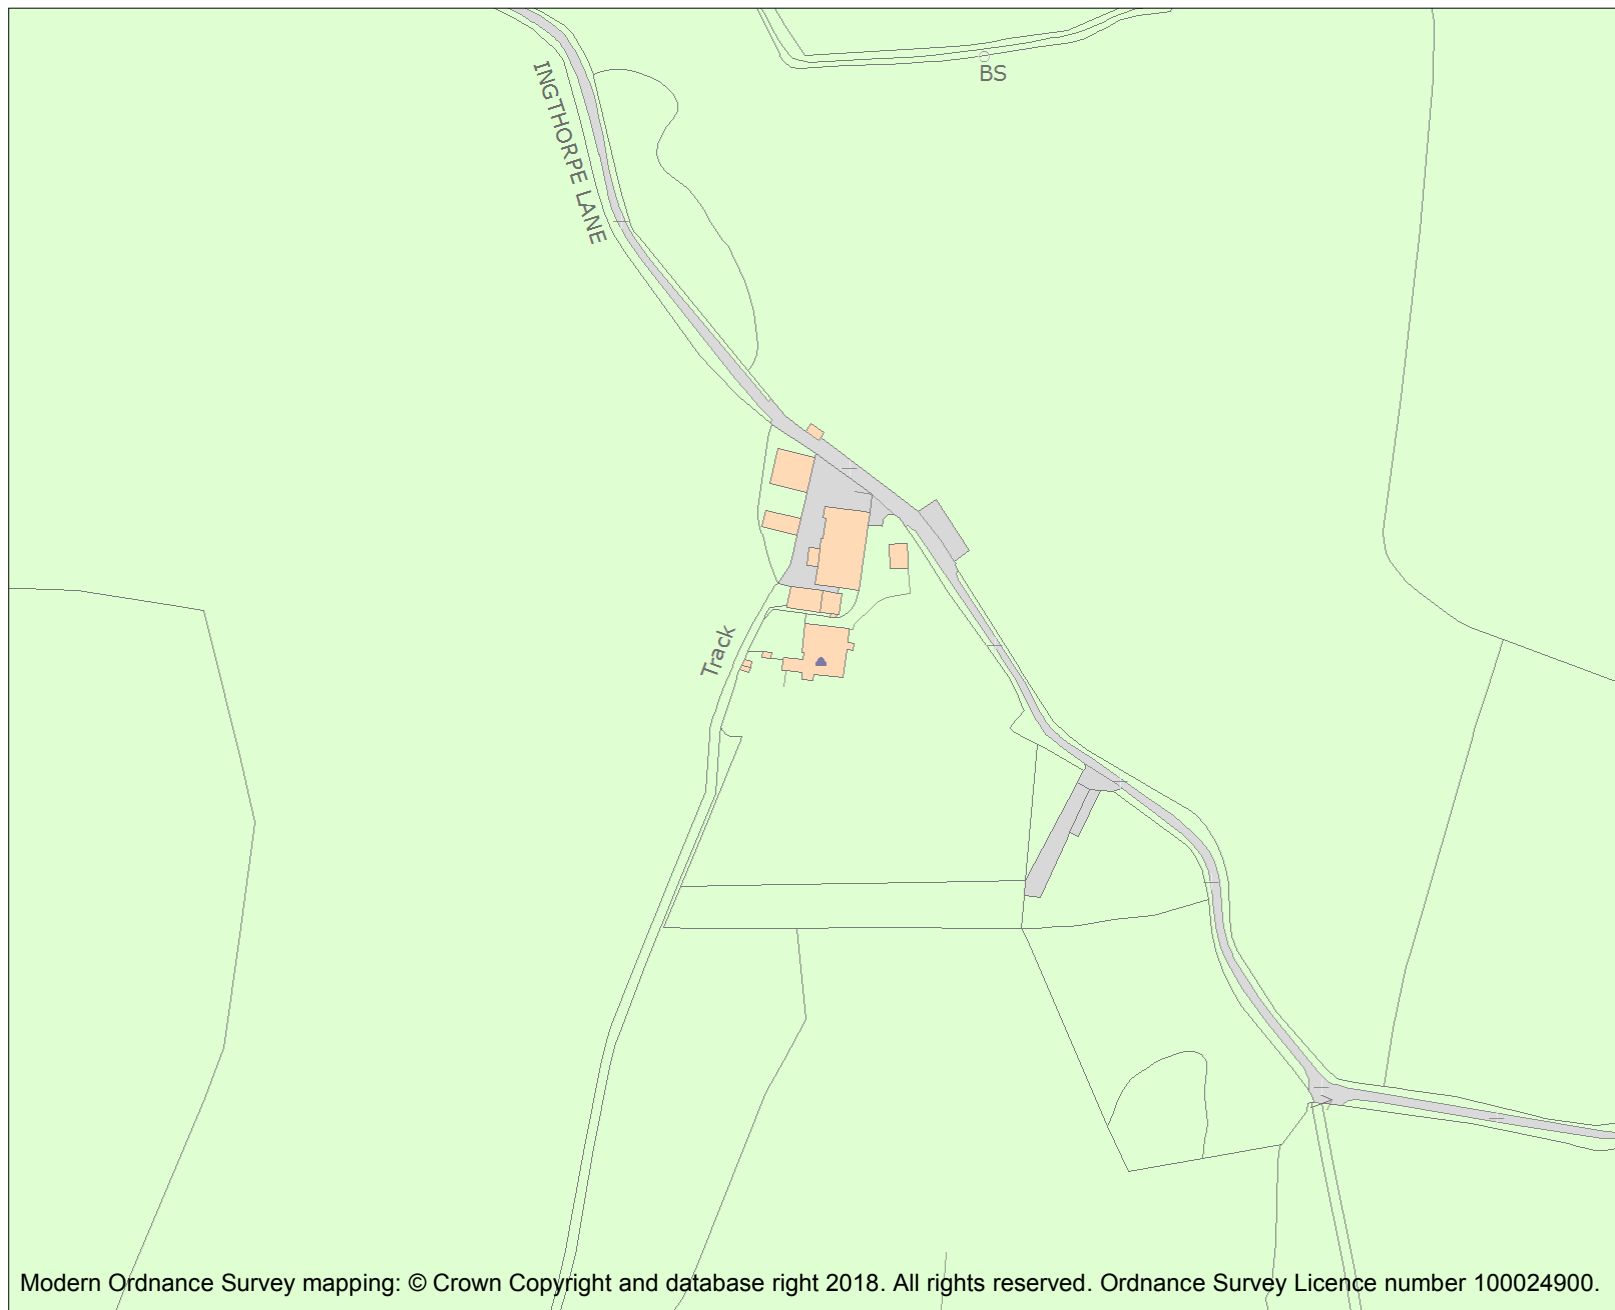 BS
INGTHORPE LANE
Track
Modern Ordnance Survey mapping: © Crown Copyright and database right 2018. All rights reserved. Ordnance Survey Licence number 100024900.